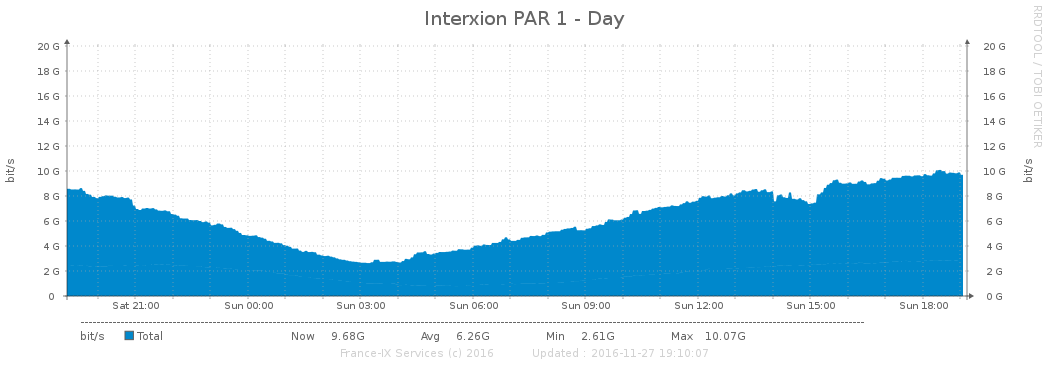 Interxion PAR 1 - Day
RRDTOOL / TOBI OETIKER
bit/s
20 G 20 G
18 G 18 G
16 G 16 G
14 G 14 G
12 G 12 G
10 G 10 G
8 G 8 G
6 G 6 G
4 G 4 G
2 G 2 G
0 0 G
bit/s
Sat 21:00 Sun 00:00 Sun 03:00 Sun 06:00 Sun 09:00 Sun 12:00 Sun 15:00 Sun 18:00
bit/s Total Now 9.68G Avg 6.26G Min 2.61G Max 10.07G
France-IX Services (c) 2016 Updated : 2016-11-27 19:10:07